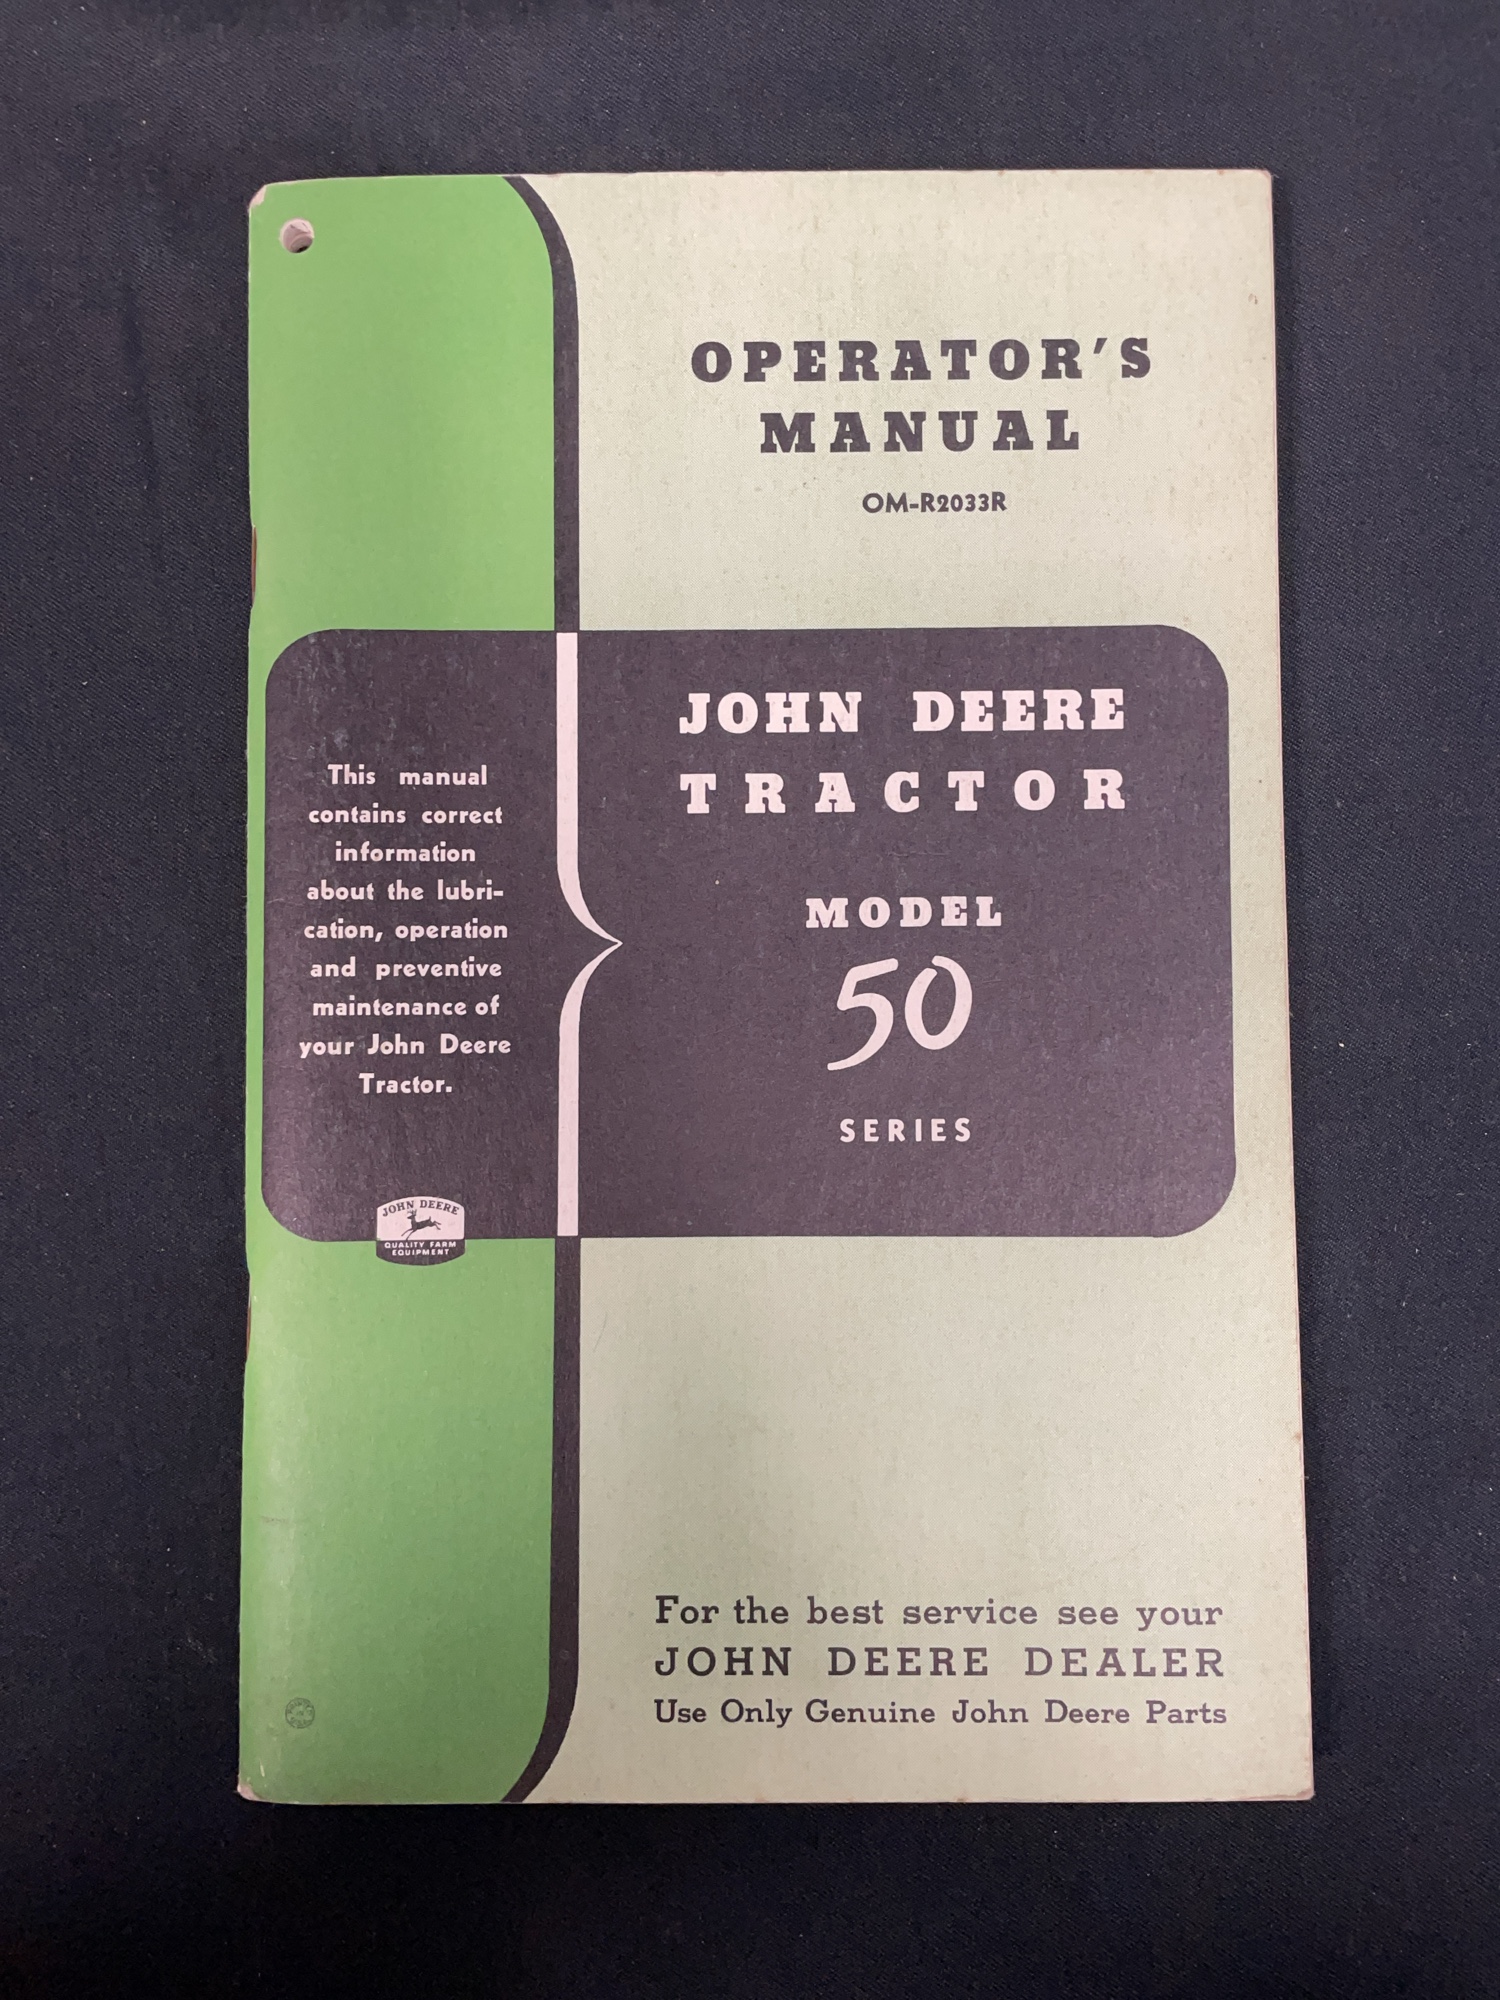 OPERATOR'S
MANUAL
OM-R2033R
JOHN DEERE
TRACTOR
MODEL
50
SERIES
This manual
contains correct
information
about the lubri-
cation, operation
and preventive
maintenance of
your John Deere
Tractor.
JOHN DEERE
QUALITY FARM
EQUIPMENT
For the best service see your
JOHN DEERE DEALER
Use Only Genuine John Deere Parts